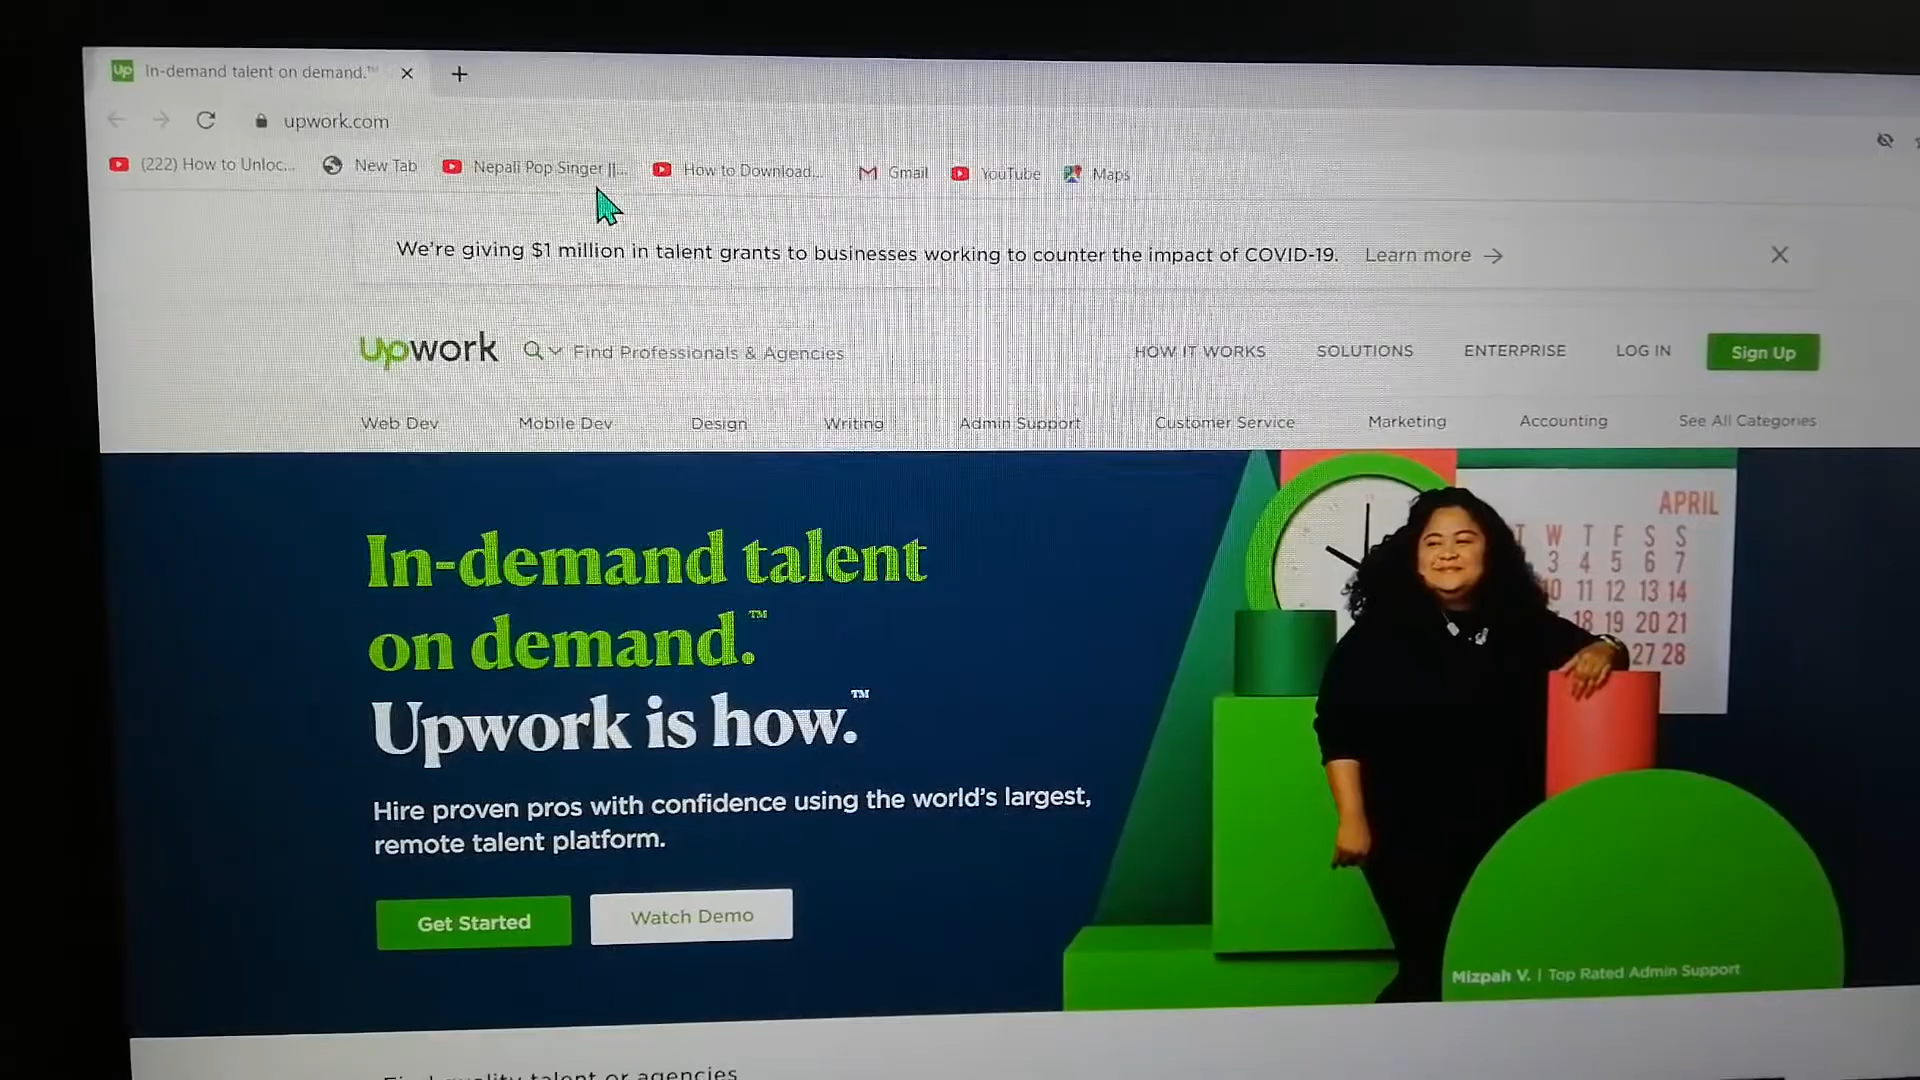 Up In-demand talent on demand.™
upwork.com
(222) How to Unloc...
New Tab
Nepali Pop Singer ||...
How to Download...
Gmail
YouTube
Maps
We're giving $1 million in talent grants to businesses working to counter the impact of COVID-19. Learn more →
upwork
Find Professionals & Agencies
HOW IT WORKS
SOLUTIONS
ENTERPRISE
LOG IN
Sign Up
Web Dev
Mobile Dev
Design
Writing
Admin Support
Customer Service
Marketing
Accounting
See All Categories
In-demand talent
on demand.™
Upwork is how.™
Hire proven pros with confidence using the world's largest,
remote talent platform.
Get Started
Watch Demo
APRIL
T W T F S S
3 4 5 6 7
10 11 12 13 14
18 19 20 21
27 28
Mizpah V. | Top Rated Admin Support
talent or agencies